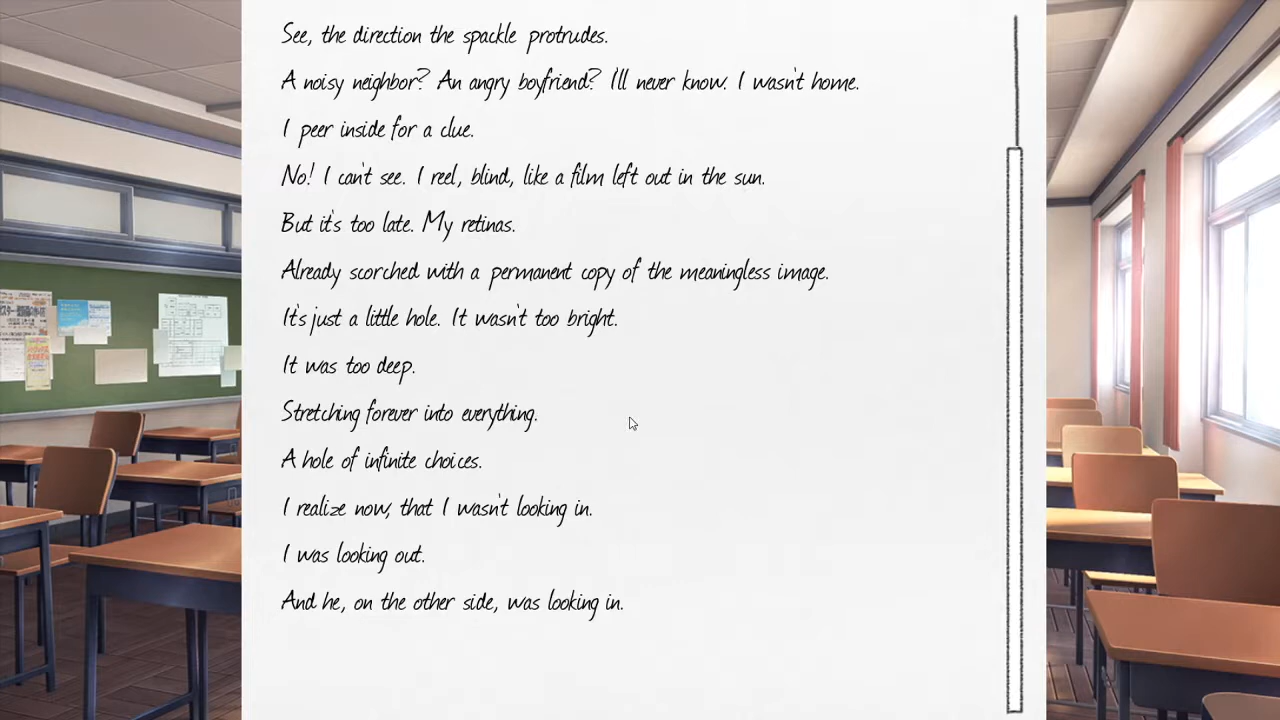 See, the direction the spackle protrudes.
A noisy neighbor? An angry boyfriend? I'll never know. I wasn't home.
I peer inside for a clue.
No! I can't see. I reel, blind, like a film left out in the sun.
But it's too late. My retinas.
Already scorched with a permanent copy of the meaningless image.
It's just a little hole. It wasn't too bright.
It was too deep.
Stretching forever into everything.
A hole of infinite choices.
I realize now, that I wasn't looking in.
I was looking out.
And he, on the other side, was looking in.